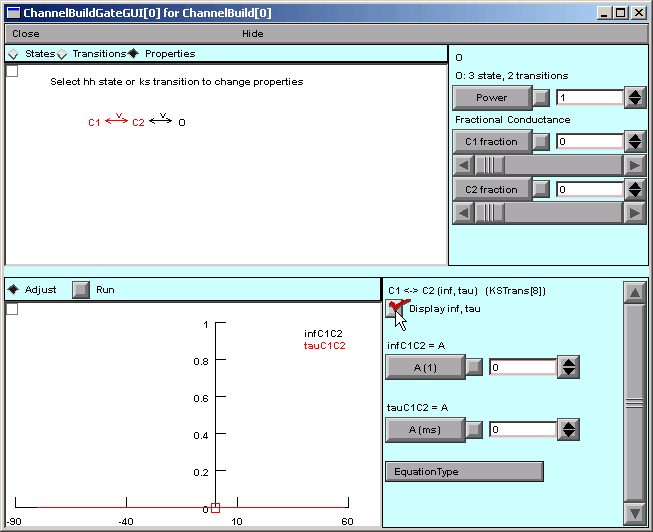 ChannelBuildGateGUI[0] for ChannelBuild[0]
Close Hide
States Transitions Properties
Select hh state or ks transition to change properties
v v
C1 C2 O
O
O: 3 state, 2 transitions
Power 1
Fractional Conductance
C1 fraction 0
C2 fraction 0
Adjust Run
infC1C2
tauC1C2
1
0.8
0.6
0.4
0.2
0
-90 -40 10 60
C1 <-> C2 (inf, tau) (KSTrans[8])
Display inf, tau
infC1C2 = A
A (1) 0
tauC1C2 = A
A (ms) 0
EquationType